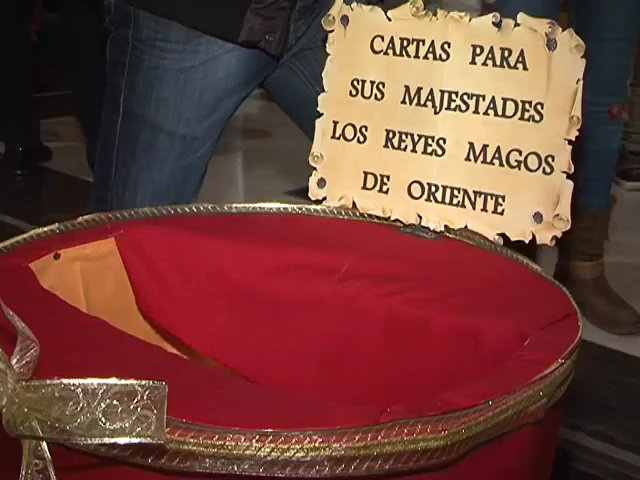 CARTAS PARA
SUS MAJESTADES
LOS REYES MAGOS
DE ORIENTE